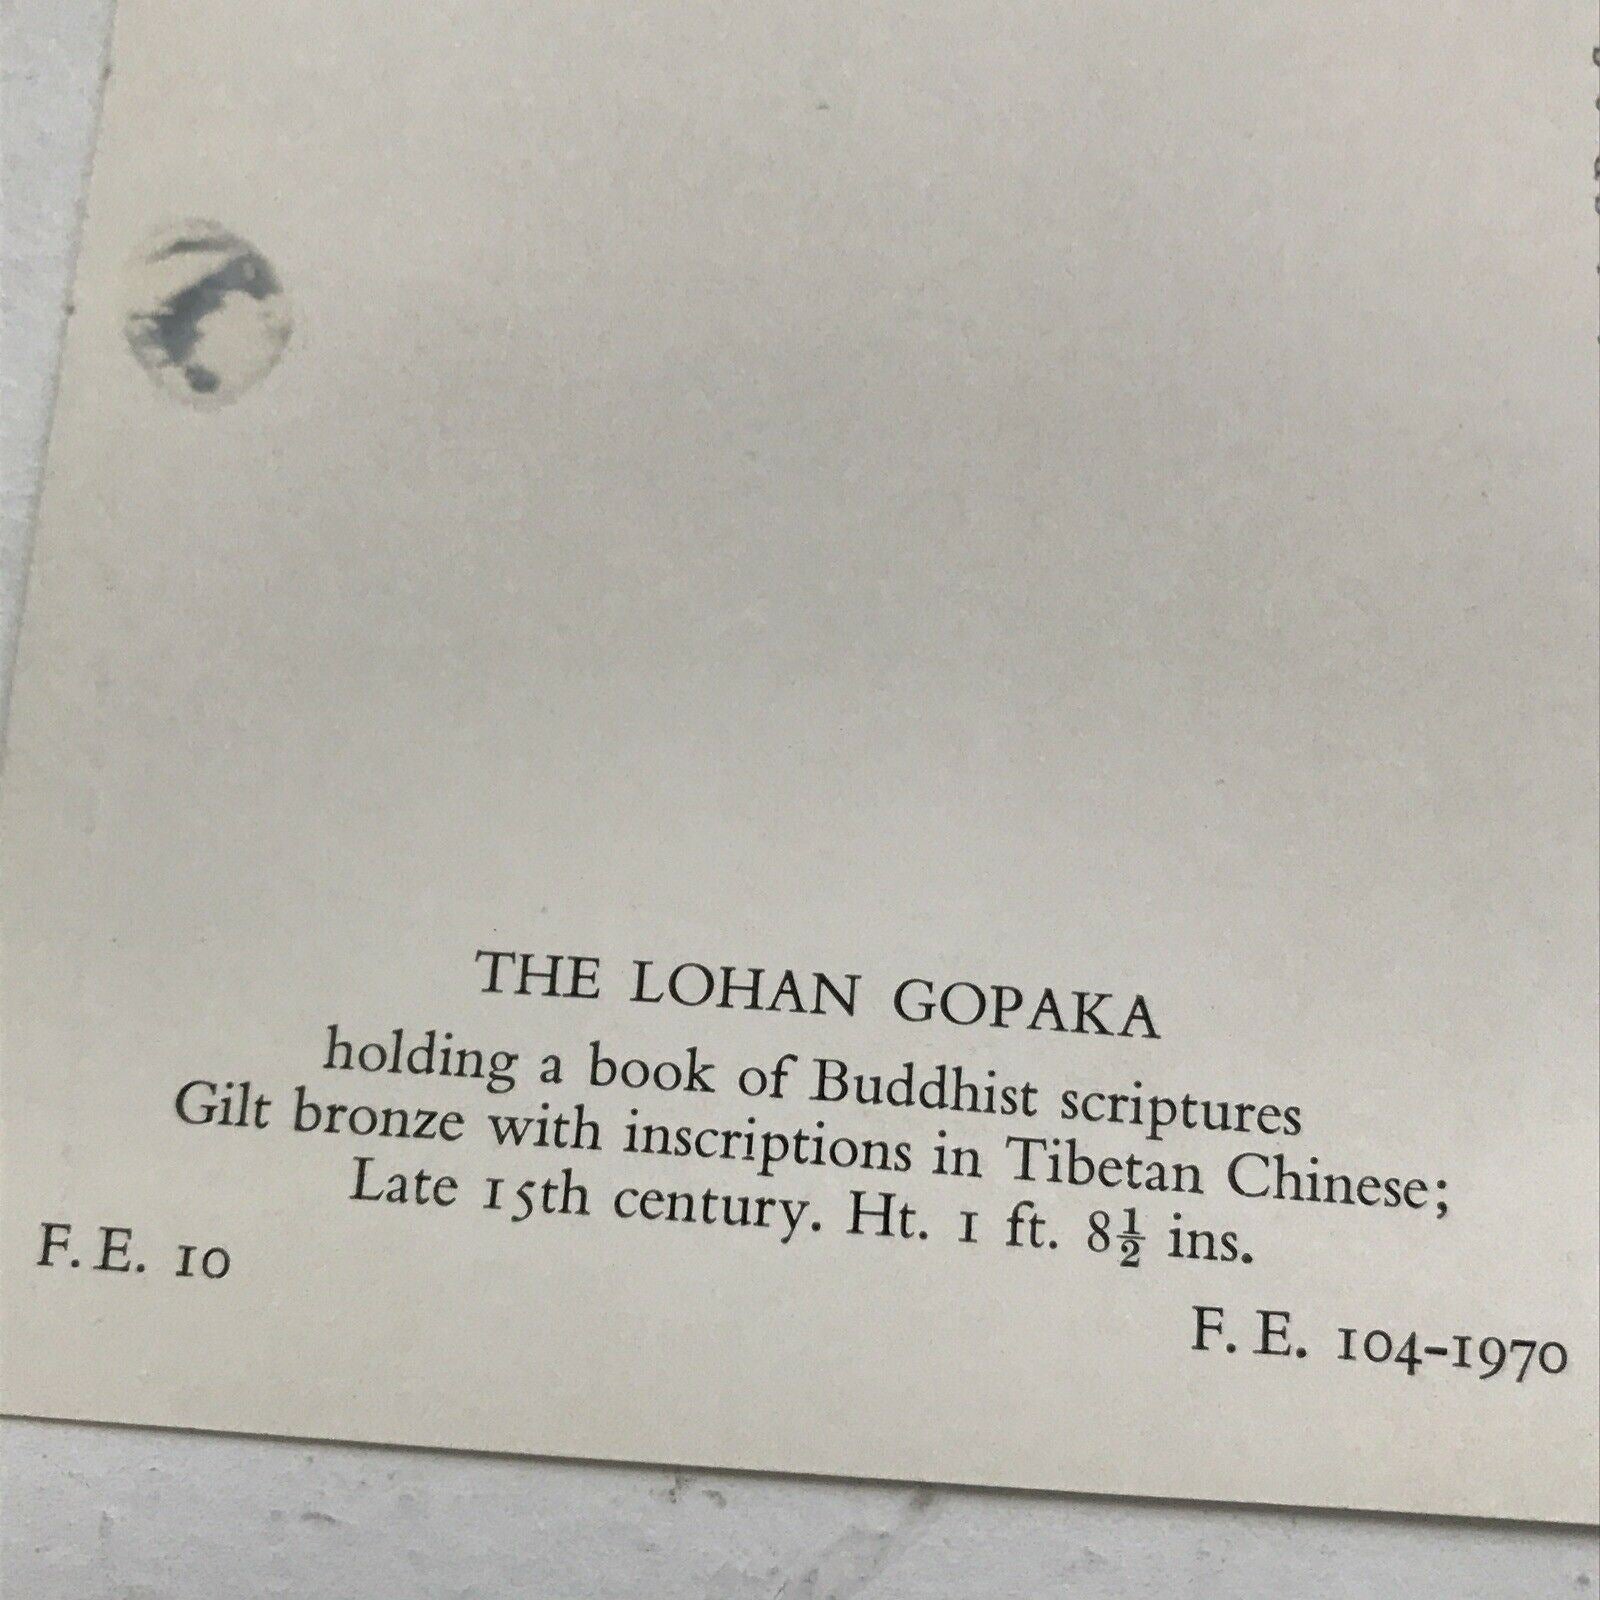 THE LOHAN GOPAKA
holding a book of Buddhist scriptures
Gilt bronze with inscriptions in Tibetan Chinese;
Late 15th century. Ht. 1 ft. 8½ ins.
F. E. 10
F. E. 104-1970